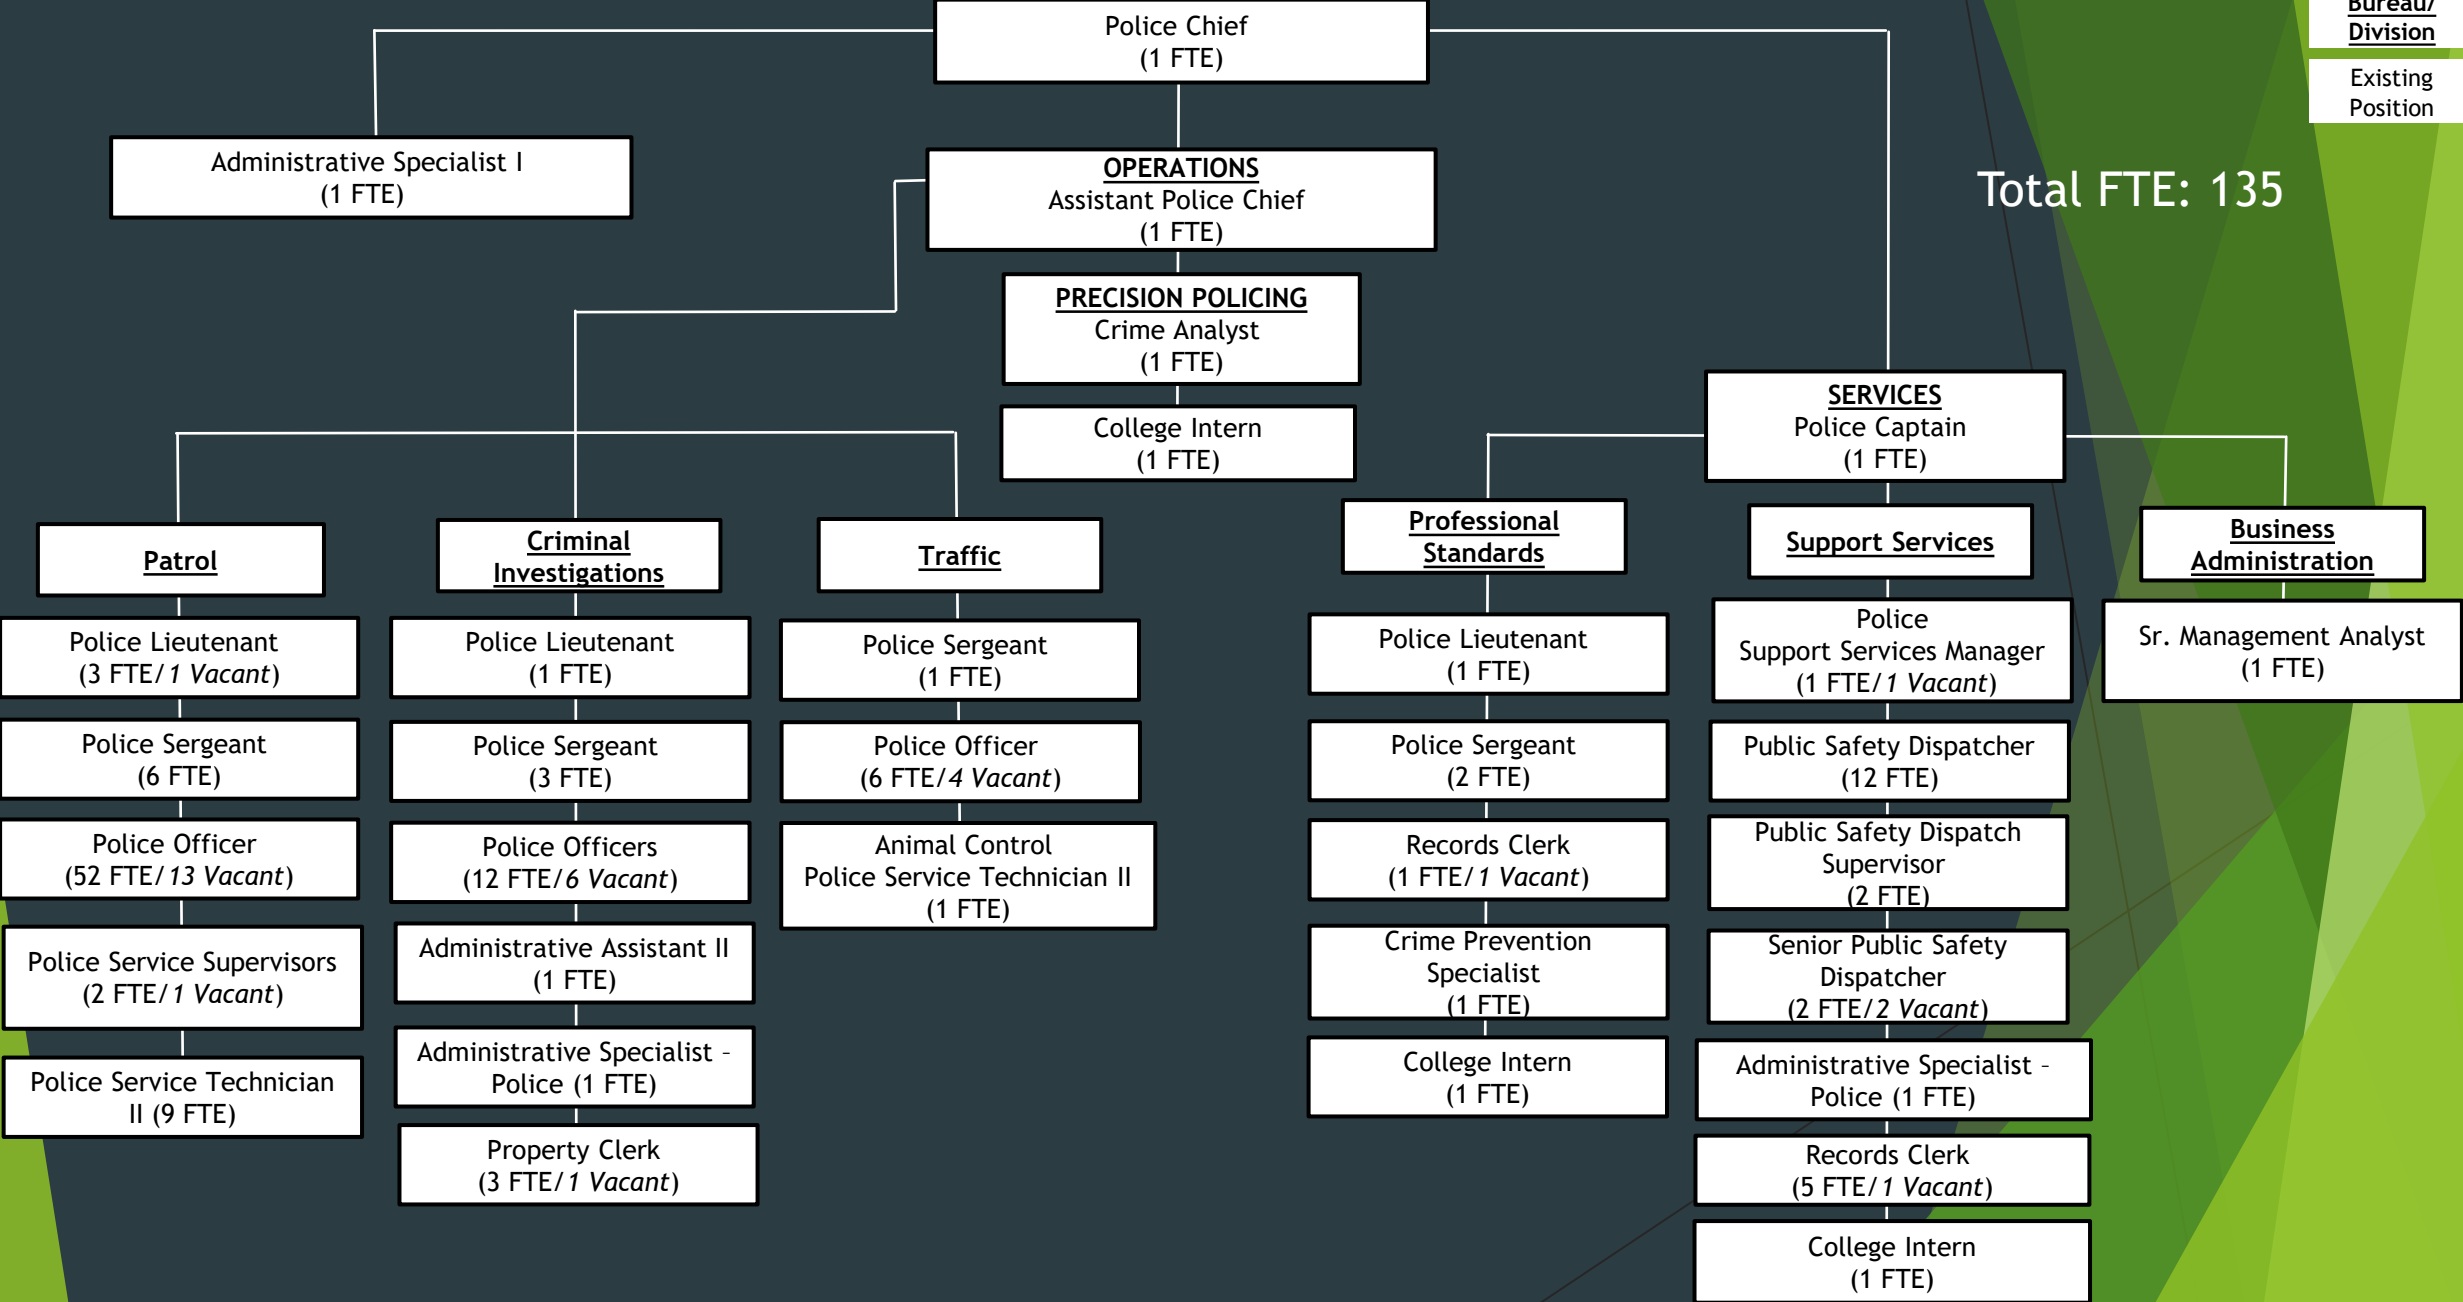 Police Chief
(1 FTE)
Bureau/
Division
Existing
Position
Administrative Specialist I
(1 FTE)
OPERATIONS
Assistant Police Chief
(1 FTE)
Total FTE: 135
PRECISION POLICING
Crime Analyst
(1 FTE)
College Intern
(1 FTE)
SERVICES
Police Captain
(1 FTE)
Patrol
Police Lieutenant
(3 FTE/1 Vacant)
Police Sergeant
(6 FTE)
Police Officer
(52 FTE/13 Vacant)
Police Service Supervisors
(2 FTE/1 Vacant)
Police Service Technician
II (9 FTE)
Criminal
Investigations
Police Lieutenant
(1 FTE)
Police Sergeant
(3 FTE)
Police Officers
(12 FTE/6 Vacant)
Administrative Assistant II
(1 FTE)
Administrative Specialist –
Police (1 FTE)
Property Clerk
(3 FTE/1 Vacant)
Traffic
Police Sergeant
(1 FTE)
Police Officer
(6 FTE/4 Vacant)
Animal Control
Police Service Technician II
(1 FTE)
Professional
Standards
Police Lieutenant
(1 FTE)
Police Sergeant
(2 FTE)
Records Clerk
(1 FTE/1 Vacant)
Crime Prevention
Specialist
(1 FTE)
College Intern
(1 FTE)
Support Services
Police
Support Services Manager
(1 FTE/1 Vacant)
Public Safety Dispatcher
(12 FTE)
Public Safety Dispatch
Supervisor
(2 FTE)
Senior Public Safety
Dispatcher
(2 FTE/2 Vacant)
Administrative Specialist –
Police (1 FTE)
Records Clerk
(5 FTE/1 Vacant)
College Intern
(1 FTE)
Business
Administration
Sr. Management Analyst
(1 FTE)